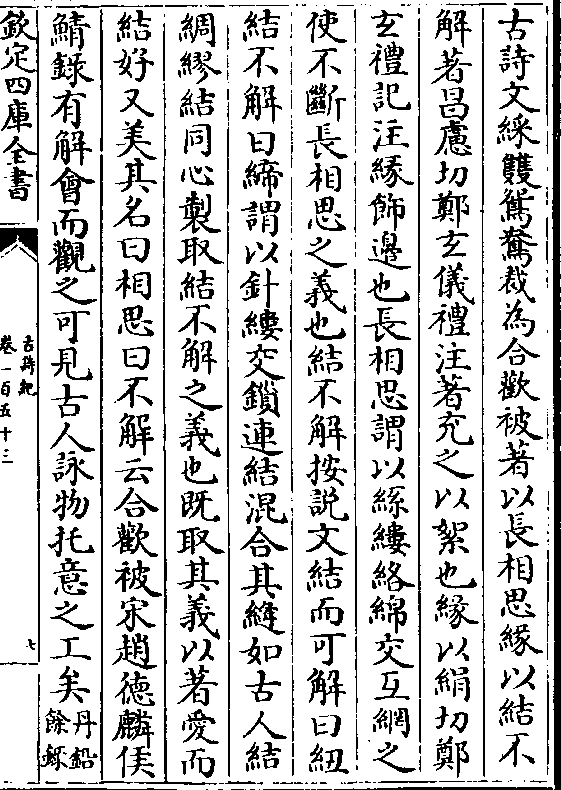 古詩文綵雙鴛鴦裁為合歡被著以長相思緣以結不
解著昌慮切鄭玄儀禮注著充之以絮也緣以絹切鄭
玄禮記注緣飾邊也長相思謂以絲縷絡綿交互網之
使不斷長相思之義也結不解按說文結而可解曰紐
結不解曰締謂以針縷交鎖連結混合其縫如古人結
綢繆結同心製取結不解之義也既取其義以著愛而
結好又美其名曰相思曰不解云合歡被宋趙德麟侯
鯖錄有解會而觀之可見古人詠物托意之工矣丹鉛
餘錄
欽定四庫全書
古詩紀
卷一百五十三
七